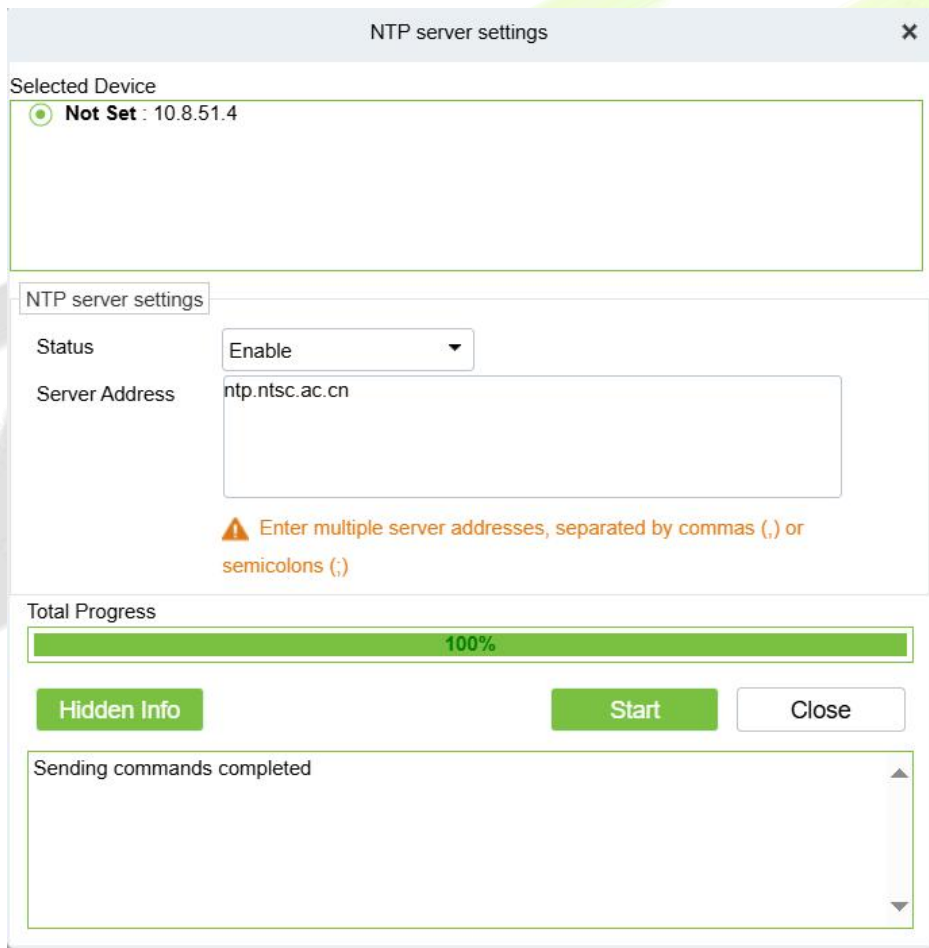 NTP server settings
Selected Device
Not Set : 10.8.51.4
NTP server settings
Status
Enable
Server Address
ntp.ntsc.ac.cn
Enter multiple server addresses, separated by commas (,) or
semicolons (;)
Total Progress
100%
Hidden Info
Start
Close
Sending commands completed